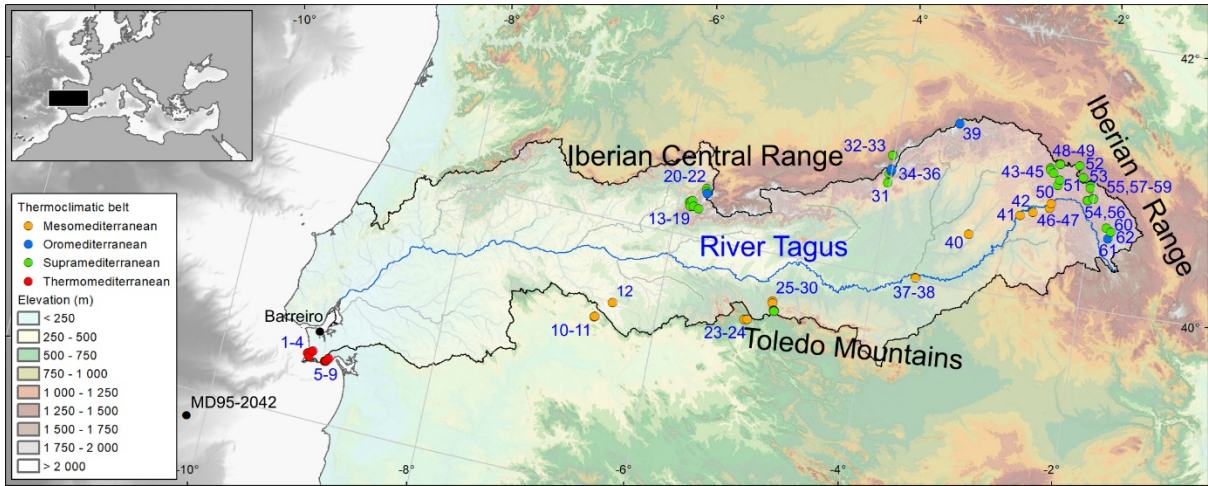 -10°
-8°
-6°
-4°
-2°
42°
Iberian Central Range
Iberian
Range
32-33
39
34-36
31
20-22
13-19
48-49
43-45
52
53
51
50
55,57-59
42
41
46-47
54,56
60
62
61
40
River Tagus
37-38
25-30
12
10-11
23-24
Toledo Mountains
40°
Thermoclimatic belt
Mesomediterranean
Oromediterranean
Supramediterranean
Thermomediterranean
Elevation (m)
< 250
250 - 500
500 - 750
750 - 1 000
1 000 - 1 250
1 250 - 1 500
1 500 - 1 750
1 750 - 2 000
> 2 000
Barreiro
1-4
5-9
MD95-2042
-10°
-8°
-6°
-4°
-2°